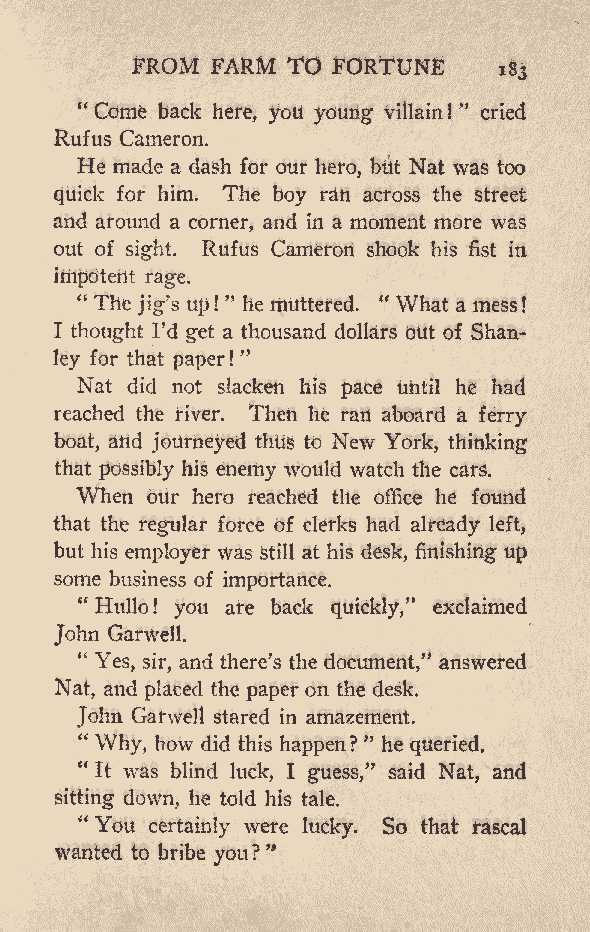 FROM FARM TO FORTUNE 183
“ Come back here, you young villain! ” cried
Rufus Cameron.
He made a dash for our hero, but Nat was too
quick for him. The boy ran across the street
and around a corner, and in a moment more was
out of sight. Rufus Cameron shook his fist in
impotent rage.
“ The jig’s up! ” he muttered. “ What a mess!
I thought I’d get a thousand dollars out of Shan-
ley for that paper! ”
Nat did not slacken his pace until he had
reached the river. Then he ran aboard a ferry
boat, and journeyed thus to New York, thinking
that possibly his enemy would watch the cars.
When our hero reached the office he found
that the regular force of clerks had already left,
but his employer was still at his desk, finishing up
some business of importance.
“ Hullo! you are back quickly,” exclaimed
John Garwell.
“ Yes, sir, and there’s the document,” answered
Nat, and placed the paper on the desk.
John Garwell stared in amazement.
“ Why, how did this happen? ” he queried.
“ It was blind luck, I guess,” said Nat, and
sitting down, he told his tale.
“ You certainly were lucky. So that rascal
wanted to bribe you? ”